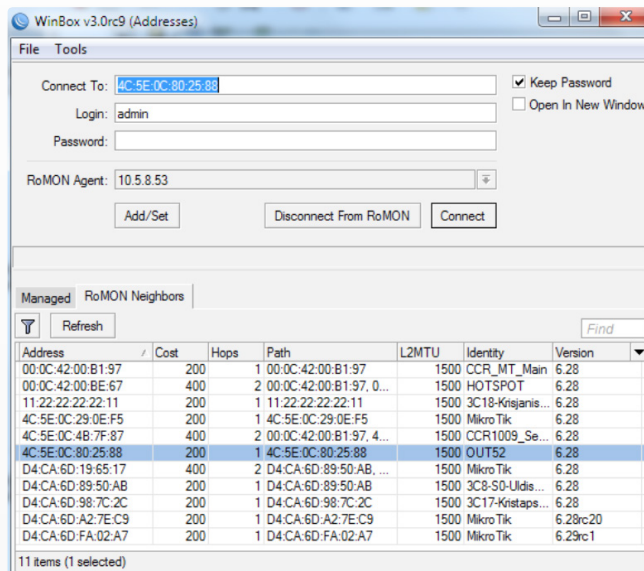 WinBox v3.0rc9 (Addresses)
File Tools
Connect To: 4C:5E:0C:80:25:88
Keep Password
Login: admin
Open In New Window
Password:
RoMON Agent: 10.5.8.53
Add/Set Disconnect From RoMON Connect
Managed RoMON Neighbors
Refresh Find
Address Cost Hops Path L2MTU Identity Version
00:0C:42:00:B1:97 200 1 00:0C:42:00:B1:97 1500 CCR_MT_Main 6.28
00:0C:42:00:BE:67 400 2 00:0C:42:00:B1:97, 0... 1500 HOTSPOT 6.28
11:22:22:22:22:11 200 1 11:22:22:22:22:11 1500 3C18-Krisjanis... 6.28
4C:5E:0C:29:0E:F5 200 1 4C:5E:0C:29:0E:F5 1500 MikroTik 6.28
4C:5E:0C:4B:7F:87 400 2 00:0C:42:00:B1:97, 4... 1500 CCR1009_Se... 6.28
4C:5E:0C:80:25:88 200 1 4C:5E:0C:80:25:88 1500 OUT52 6.28
D4:CA:6D:19:65:17 400 2 D4:CA:6D:89:50:AB, ... 1500 MikroTik 6.28
D4:CA:6D:89:50:AB 200 1 D4:CA:6D:89:50:AB 1500 3C8-S0-Uldis... 6.28
D4:CA:6D:98:7C:2C 200 1 D4:CA:6D:98:7C:2C 1500 3C17-Kristaps... 6.28
D4:CA:6D:A2:7E:C9 200 1 D4:CA:6D:A2:7E:C9 1500 MikroTik 6.28rc20
D4:CA:6D:FA:02:A7 200 1 D4:CA:6D:FA:02:A7 1500 MikroTik 6.29rc1
11 items (1 selected)